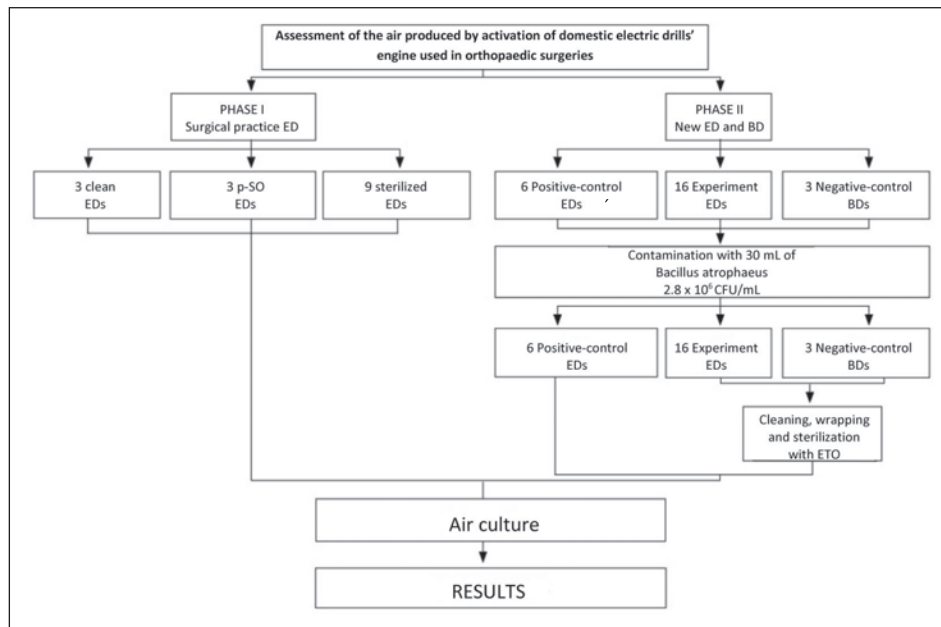 Assessment of the air produced by activation of domestic electric drills'
engine used in orthopaedic surgeries
PHASE I
Surgical practice ED
PHASE II
New ED and BD
3 clean
EDs
3 p-SO
EDs
9 sterilized
EDs
6 Positive-control
EDs
16 Experiment
EDs
3 Negative-control
BDs
Contamination with 30 mL of
Bacillus atrophaeus
2.8 x 10⁶ CFU/mL
6 Positive-control
EDs
16 Experiment
EDs
3 Negative-control
BDs
Cleaning, wrapping
and sterilization
with ETO
Air culture
RESULTS